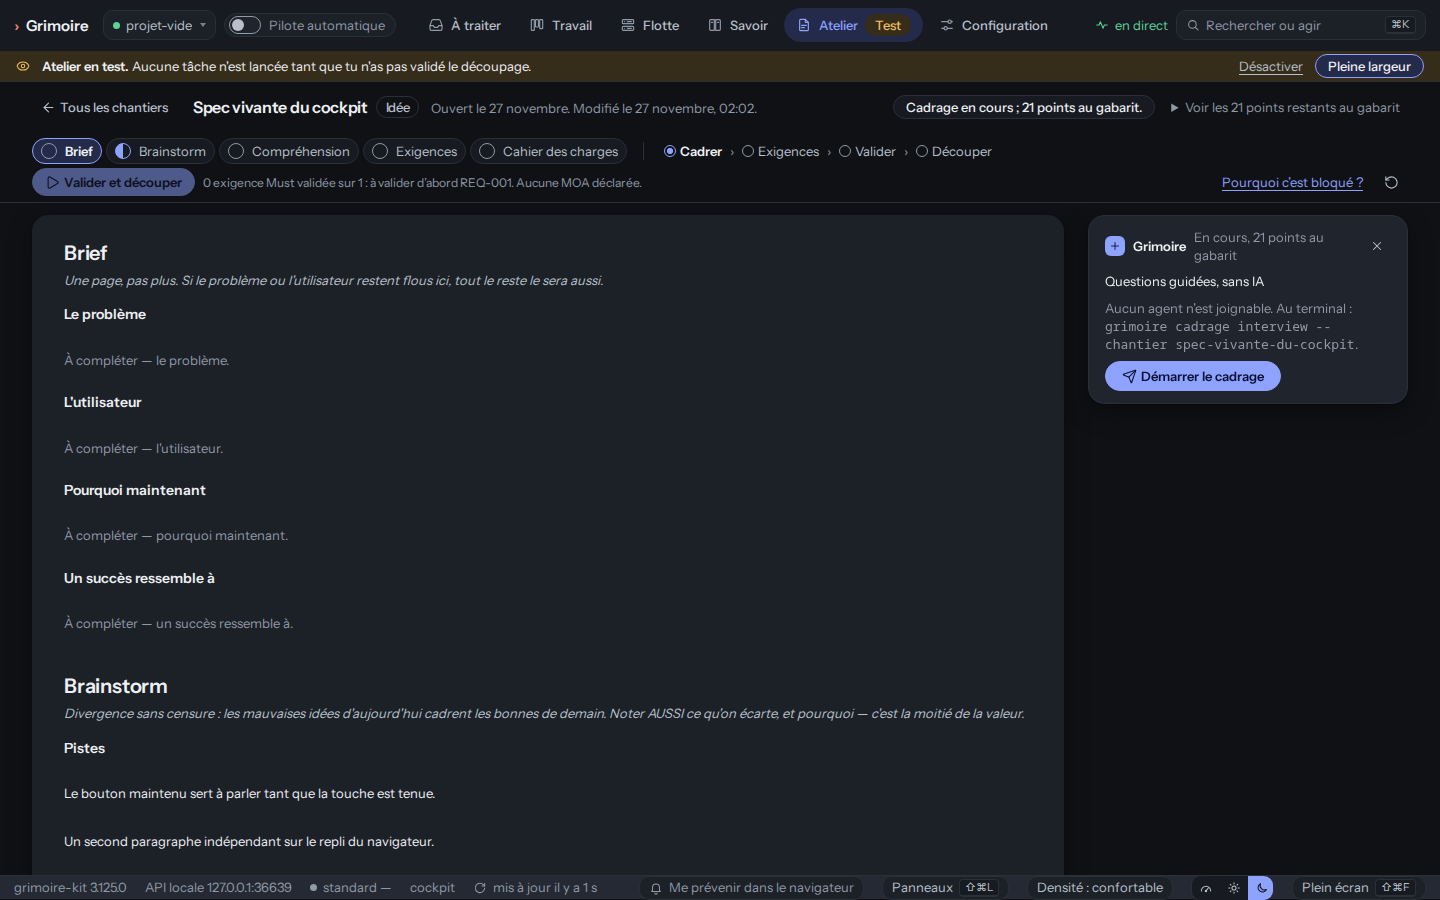 › Grimoire projet-vide Pilote automatique À traiter Travail Flotte Savoir Atelier Test Configuration en direct Rechercher ou agir ⌘K
Atelier en test. Aucune tâche n'est lancée tant que tu n'as pas validé le découpage. Désactiver Pleine largeur
← Tous les chantiers Spec vivante du cockpit Idée Ouvert le 27 novembre. Modifié le 27 novembre, 02:02. Cadrage en cours ; 21 points au gabarit. ▶ Voir les 21 points restants au gabarit
Brief Brainstorm Compréhension Exigences Cahier des charges Cadrer › Exigences › Valider › Découper
Valider et découper 0 exigence Must validée sur 1 : à valider d'abord REQ-001. Aucune MOA déclarée. Pourquoi c'est bloqué ?
Brief
Une page, pas plus. Si le problème ou l'utilisateur restent flous ici, tout le reste le sera aussi.
Le problème
À compléter — le problème.
L'utilisateur
À compléter — l'utilisateur.
Pourquoi maintenant
À compléter — pourquoi maintenant.
Un succès ressemble à
À compléter — un succès ressemble à.
Brainstorm
Divergence sans censure : les mauvaises idées d'aujourd'hui cadrent les bonnes de demain. Noter AUSSI ce qu'on écarte, et pourquoi — c'est la moitié de la valeur.
Pistes
Le bouton maintenu sert à parler tant que la touche est tenue.
Un second paragraphe indépendant sur le repli du navigateur.
Grimoire En cours, 21 points au
gabarit
Questions guidées, sans IA
Aucun agent n'est joignable. Au terminal :
grimoire cadrage interview --
chantier spec-vivante-du-cockpit.
Démarrer le cadrage
grimoire-kit 3.125.0 API locale 127.0.0.1:36639 standard — cockpit mis à jour il y a 1 s Me prévenir dans le navigateur Panneaux ⇧⌘L Densité : confortable Plein écran ⇧⌘F